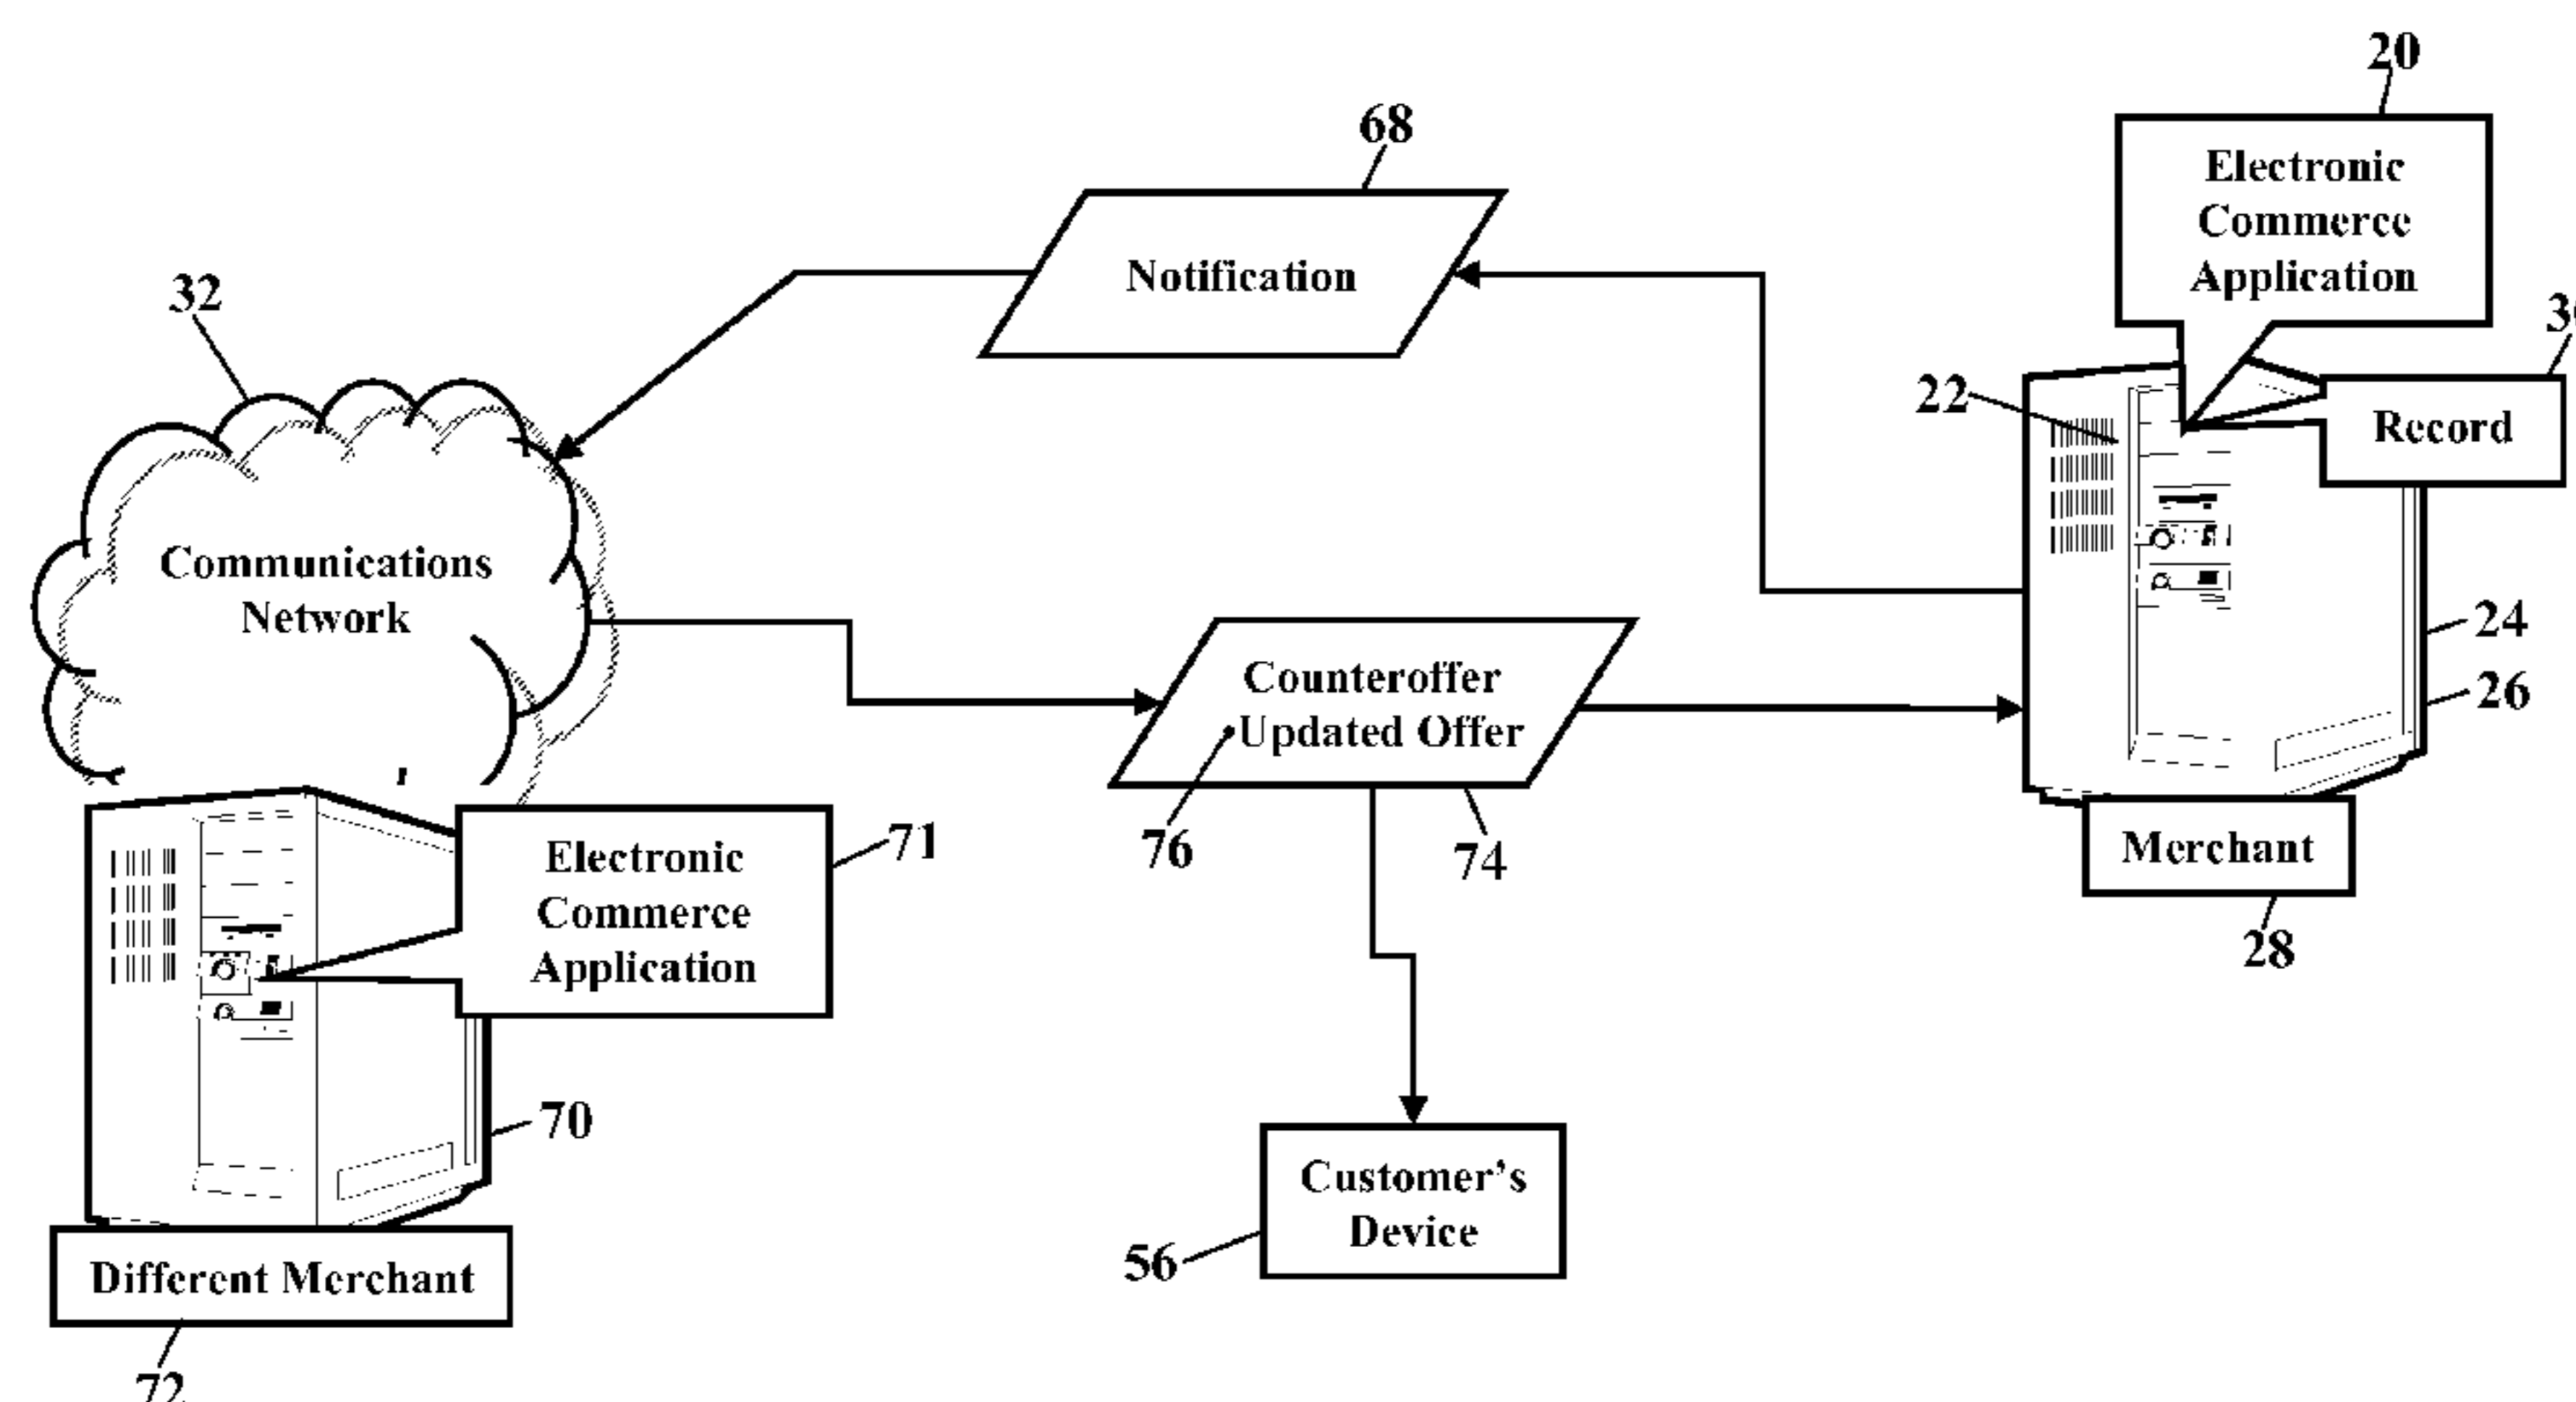 20
68
Electronic
Commerce
Application
Notification
32
22
Record
Communications
Network
24
Counteroffer
26
•Updated Offer
76
74
71
Merchant
Electronic
Commerce
Application
28
70
Customer's
Device
56
Different Merchant
72